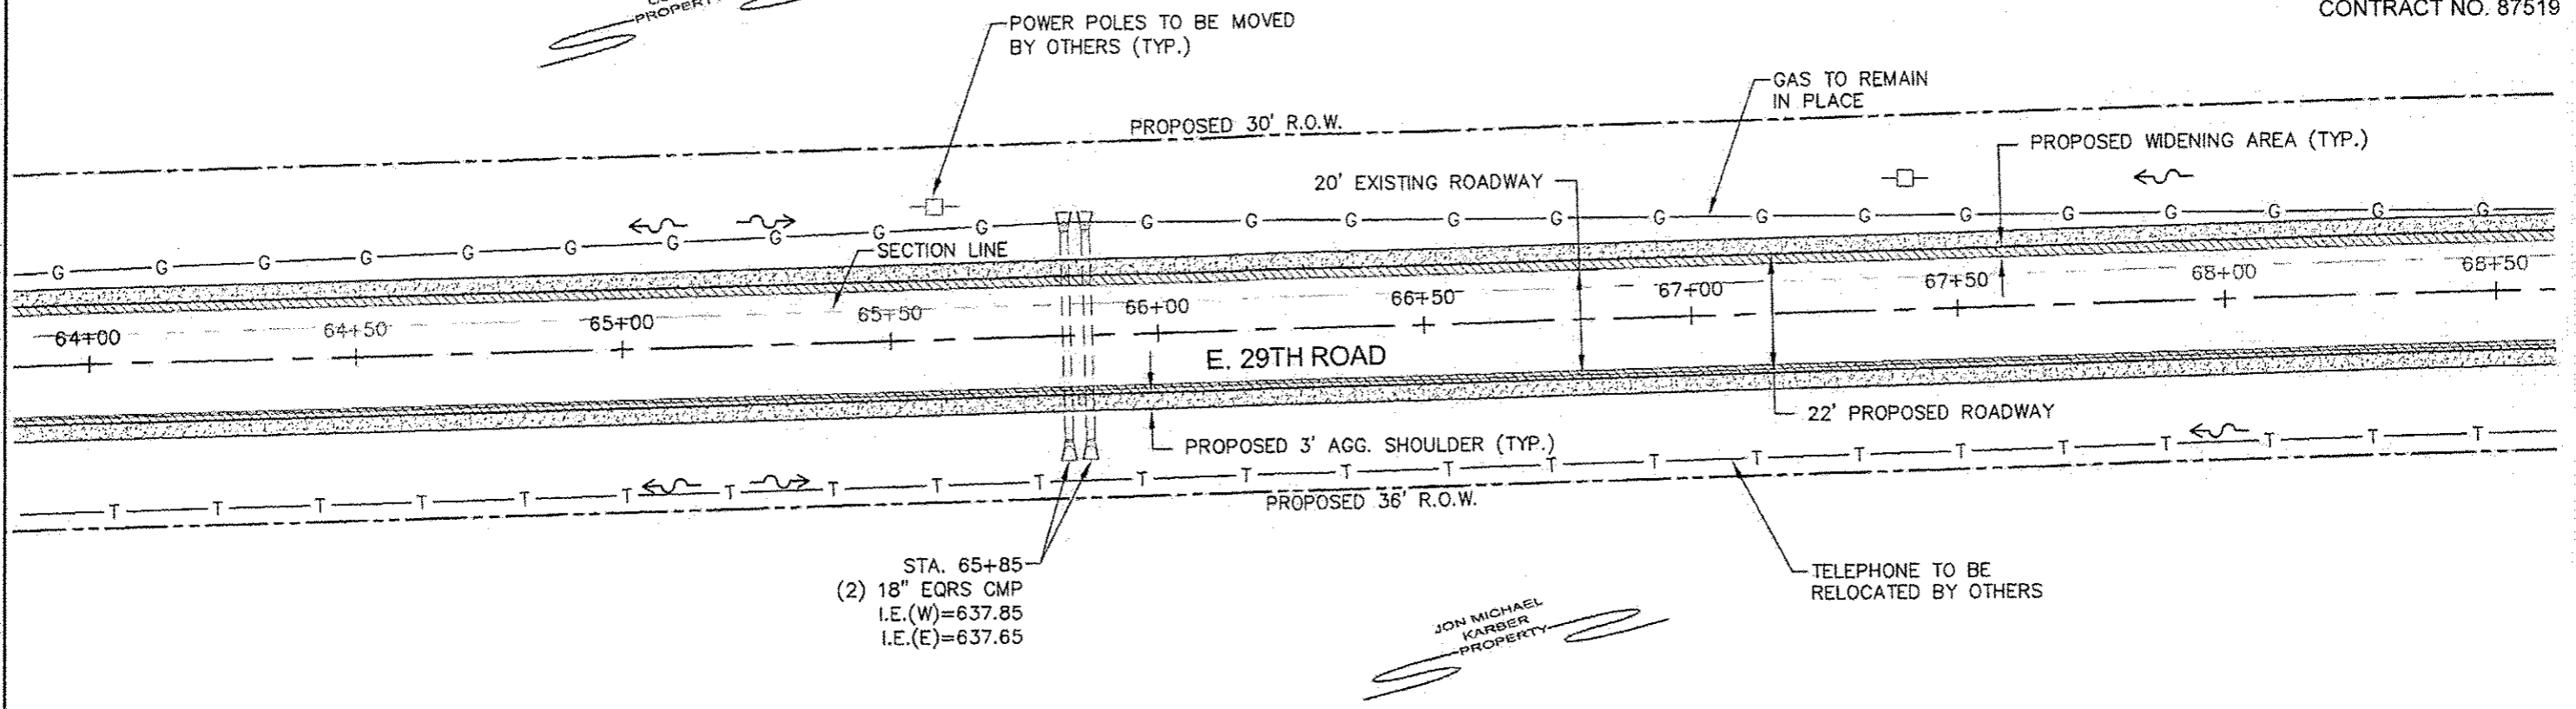 PROPERTY
CONTRACT NO. 87519
POWER POLES TO BE MOVED
BY OTHERS (TYP.)
GAS TO REMAIN
IN PLACE
PROPOSED 30' R.O.W.
PROPOSED WIDENING AREA (TYP.)
20' EXISTING ROADWAY
G G G G G G G G G G G G G G G G G G G G G G G G
SECTION LINE
64+00
64+50
65+00
65+50
66+00
66+50
67+00
67+50
68+00
68+50
E. 29TH ROAD
22' PROPOSED ROADWAY
PROPOSED 3' AGG. SHOULDER (TYP.)
T T T T T T T T T T T T T T T T T T T T T T T T
PROPOSED 36' R.O.W.
STA. 65+85
(2) 18" EQRS CMP
I.E.(W)=637.85
I.E.(E)=637.65
TELEPHONE TO BE
RELOCATED BY OTHERS
JON MICHAEL
KARBER
PROPERTY